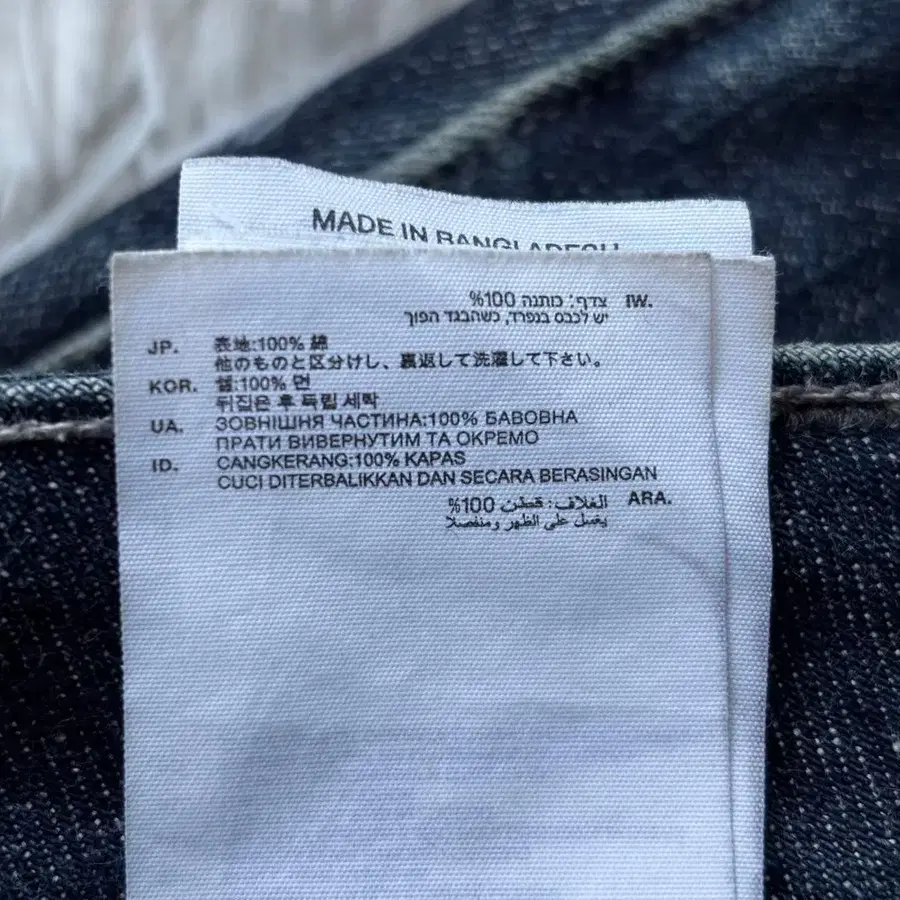 MADE IN BANGLADESH
IW. צדף: כותנה 100%
יש לכבס בנפרד, כשהבגד הפוך
JP. 表地:100% 綿
他のものと区分けし、裏返して洗濯して下さい。
KOR. 쉘:100% 면
뒤집은 후 독립 세탁
UA. ЗОВНІШНЯ ЧАСТИНА:100% БАВОВНА
ПРАТИ ВИВЕРНУТИМ ТА ОКРЕМО
ID. CANGKERANG:100% KAPAS
CUCI DITERBALIKKAN DAN SECARA BERASINGAN
ARA. الغلاف: قطن 100%
يغسل على الظهر ومنفصلا